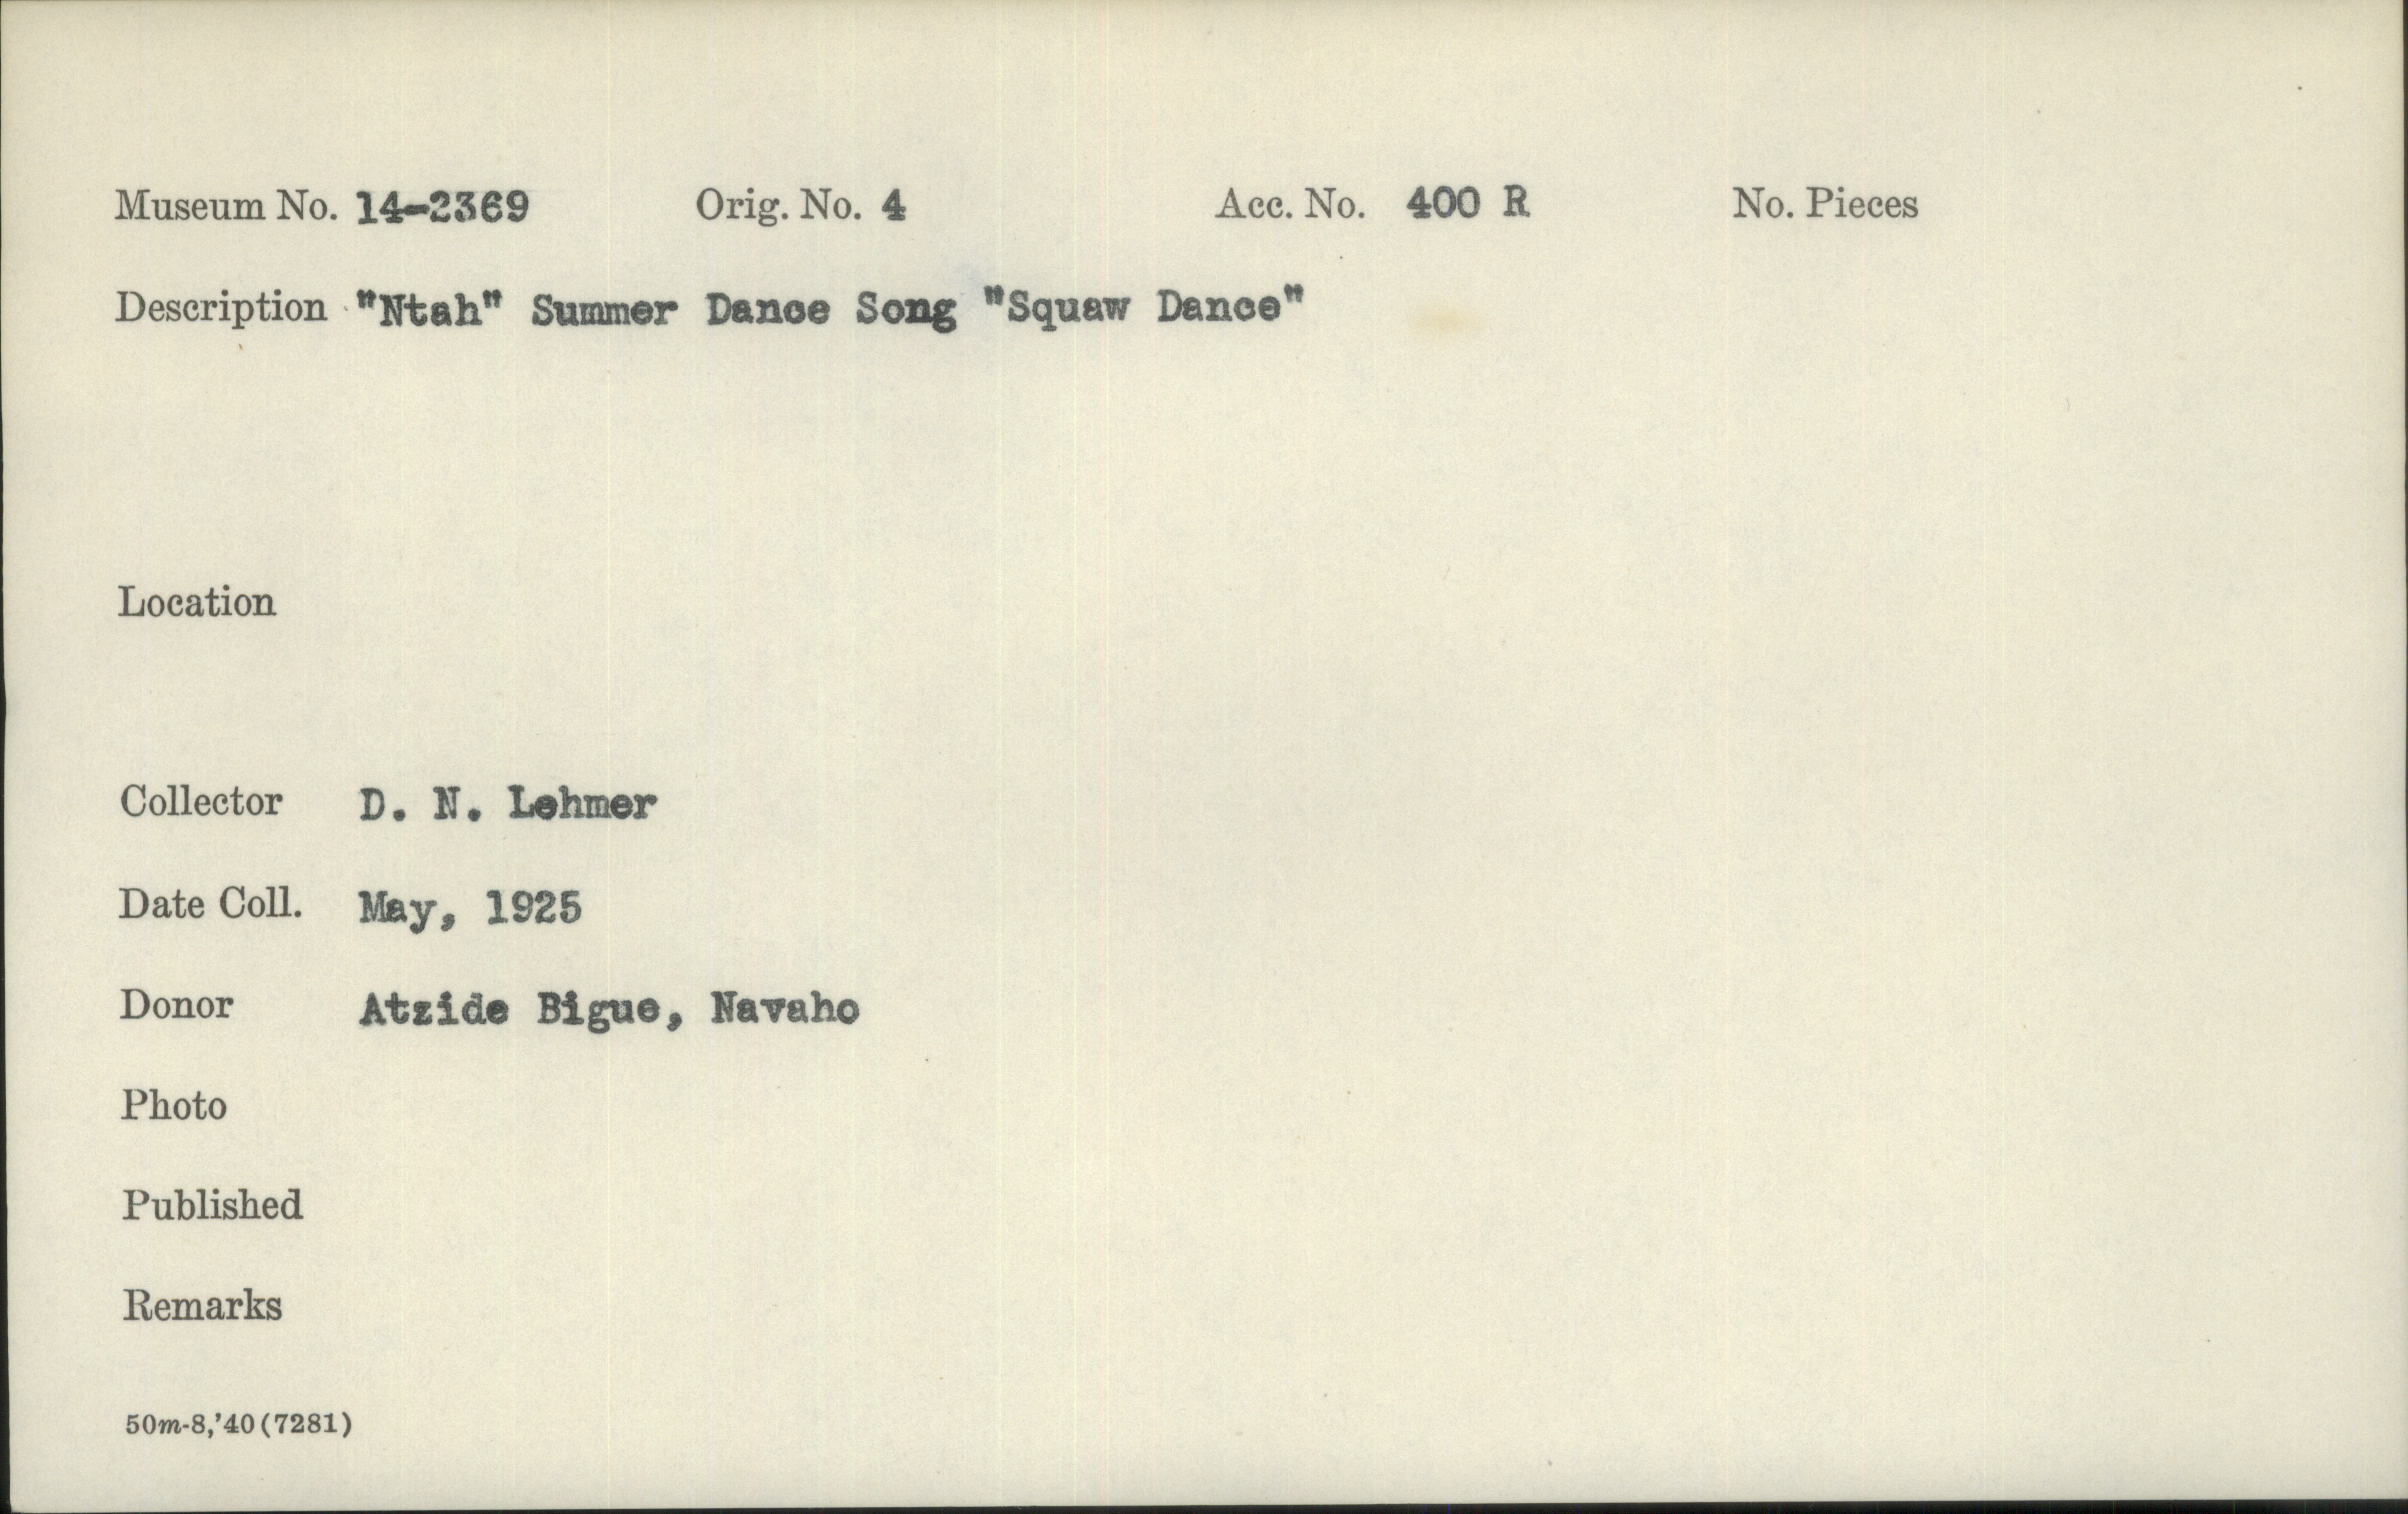 Museum No. 14-2369 Orig. No. 4 Acc. No. 400 R No. Pieces
Description "Ntah" Summer Dance Song "Squaw Dance"
Location
Collector D. N. Lehmer
Date Coll. May, 1925
Donor Atzide Bigue, Navaho
Photo
Published
Remarks
50m-8,'40(7281)